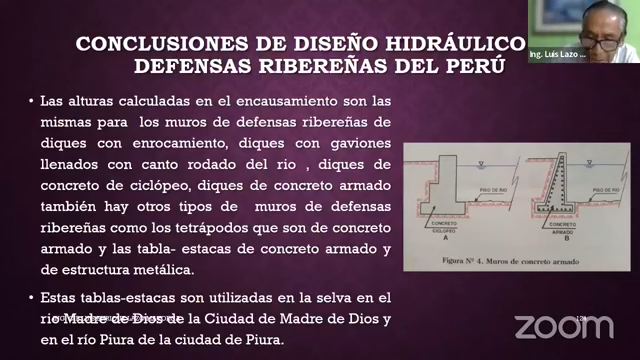 CONCLUSIONES DE DISEÑO HIDRÁULICO
DEFENSAS RIBEREÑAS DEL PERÚ
Ing. Luis Lazo ...
• Las alturas calculadas en el encausamiento son las
mismas para los muros de defensas ribereñas de
diques con enrocamiento, diques con gaviones
llenados con canto rodado del rio , diques de
concreto de ciclópeo, diques de concreto armado
también hay otros tipos de muros de defensas
ribereñas como los tetrápodos que son de concreto
armado y las tabla- estacas de concreto armado y
de estructura metálica.
• Estas tablas-estacas son utilizadas en la selva en el
rio Madre de Dios de la Ciudad de Madre de Dios y
en el río Piura de la ciudad de Piura.
PISO DE RIO
PISO DE RIO
CONCRETO
CICLOPEO
A
CONCRETO
ARMADO
B
Figura Nº 4. Muros de concreto armado
zoom